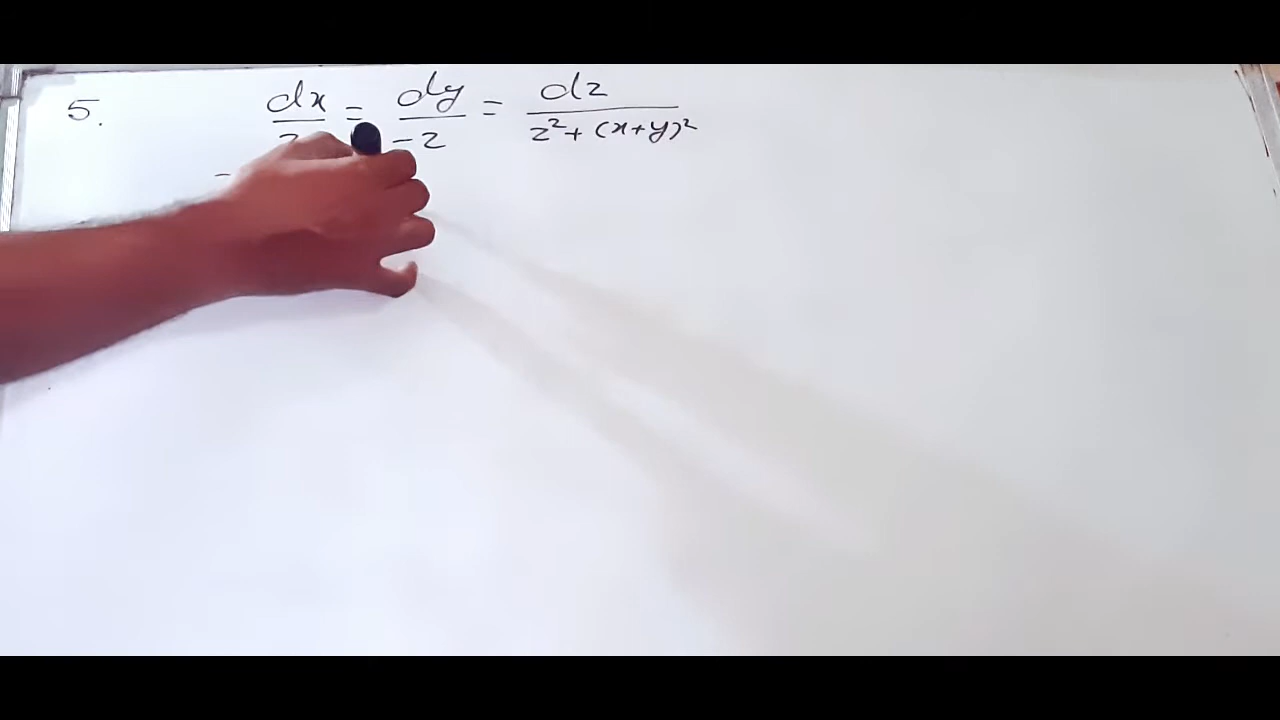 5. dx/z = dy/-z = dz/z²+(x+y)²
-